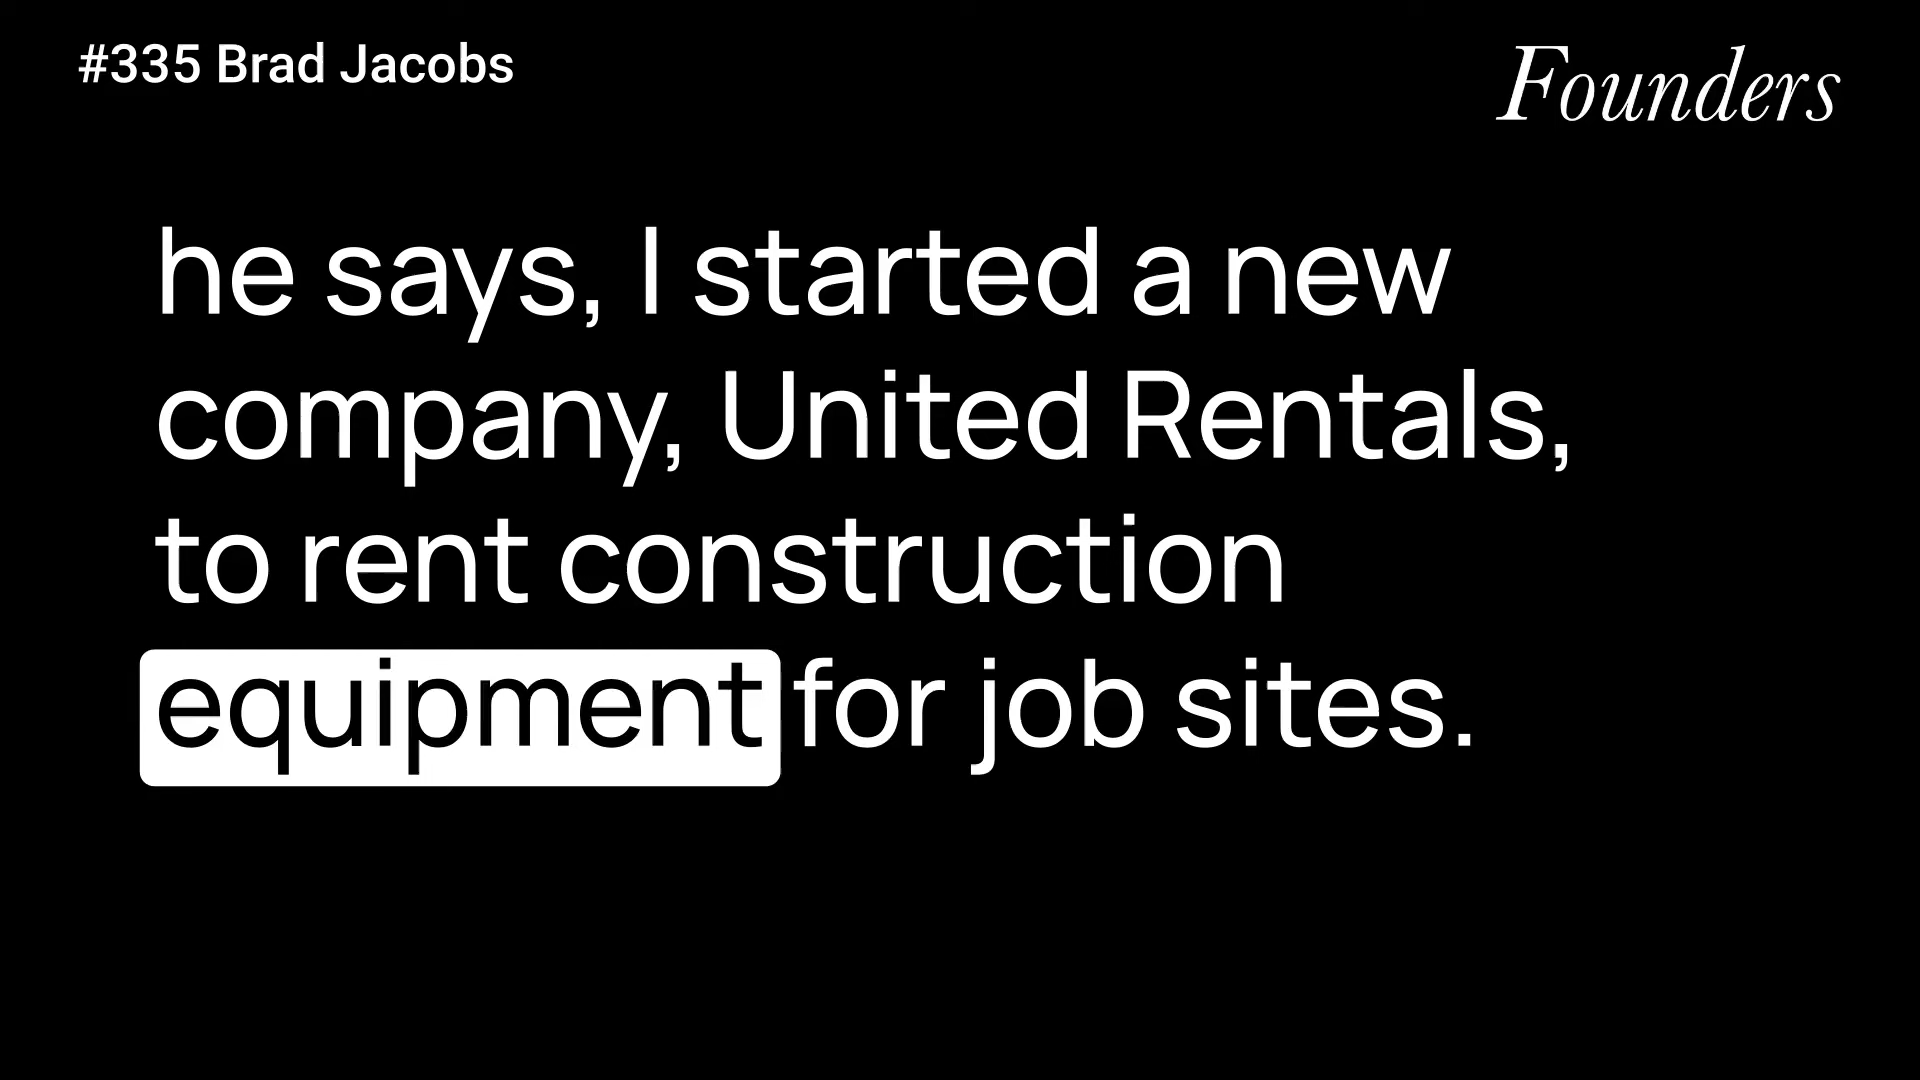 #335 Brad Jacobs
Founders
he says, I started a new
company, United Rentals,
to rent construction
equipment for job sites.